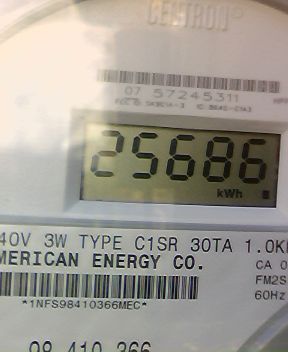 CENTRON
07 57245311
25686
kWh
40V 3W TYPE C1SR 30TA 1.0K
MERICAN ENERGY CO.
CA 0
FM2S
60Hz
*1NFS98410366MEC*
98 410 366